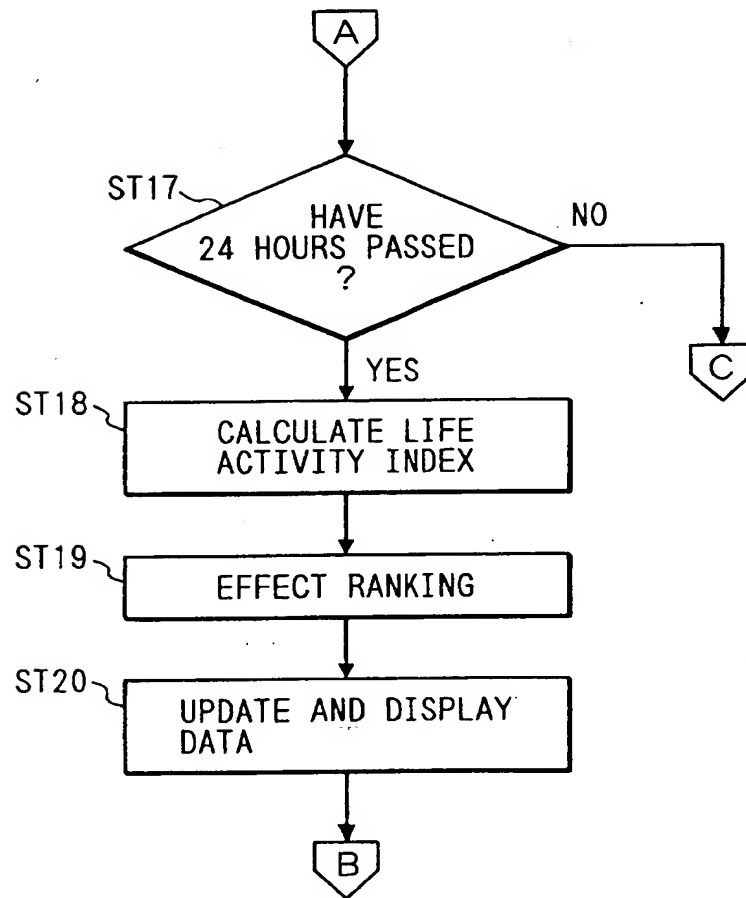 A
ST17
HAVE
24 HOURS PASSED
?
NO
C
YES
ST18
CALCULATE LIFE
ACTIVITY INDEX
ST19
EFFECT RANKING
ST20
UPDATE AND DISPLAY
DATA
B